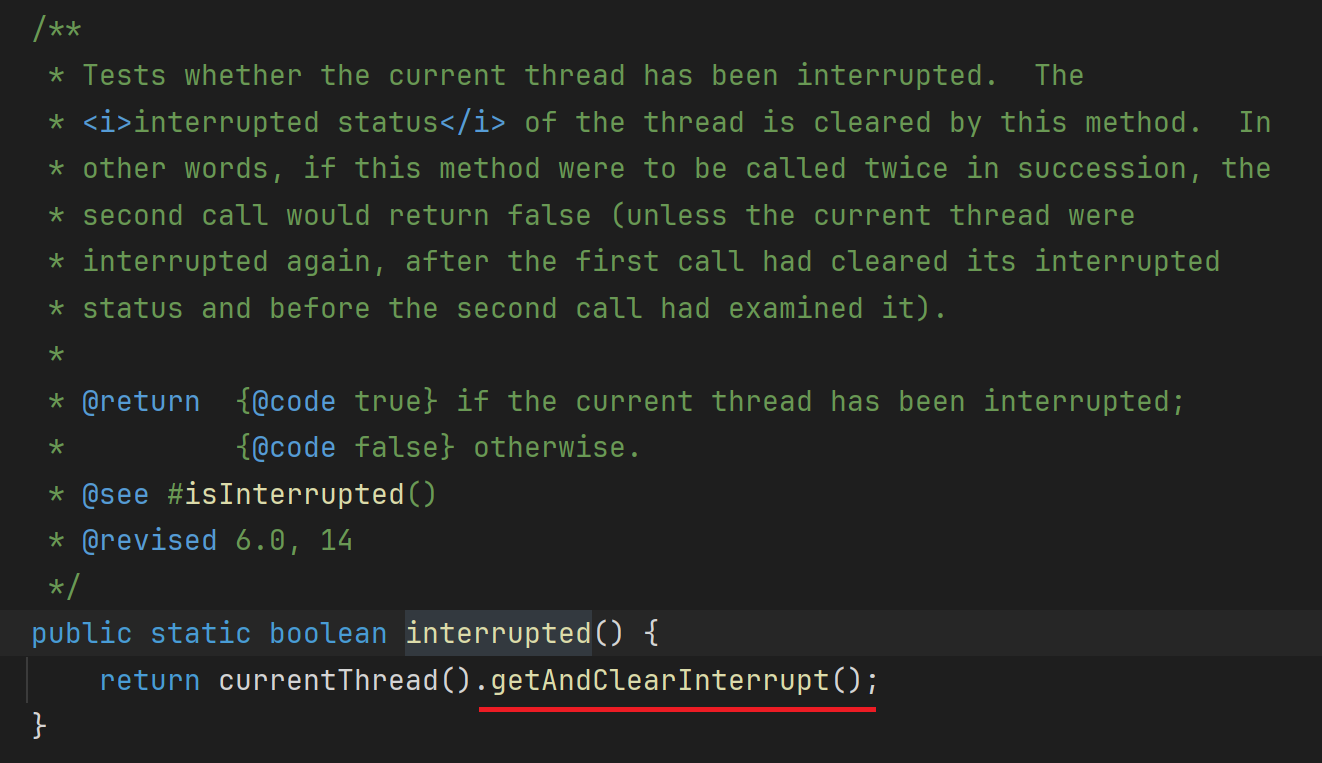 /**
 * Tests whether the current thread has been interrupted.  The
 * <i>interrupted status</i> of the thread is cleared by this method.  In
 * other words, if this method were to be called twice in succession, the
 * second call would return false (unless the current thread were
 * interrupted again, after the first call had cleared its interrupted
 * status and before the second call had examined it).
 *
 * @return  {@code true} if the current thread has been interrupted;
 *          {@code false} otherwise.
 * @see #isInterrupted()
 * @revised 6.0, 14
 */
public static boolean interrupted() {
    return currentThread().getAndClearInterrupt();
}